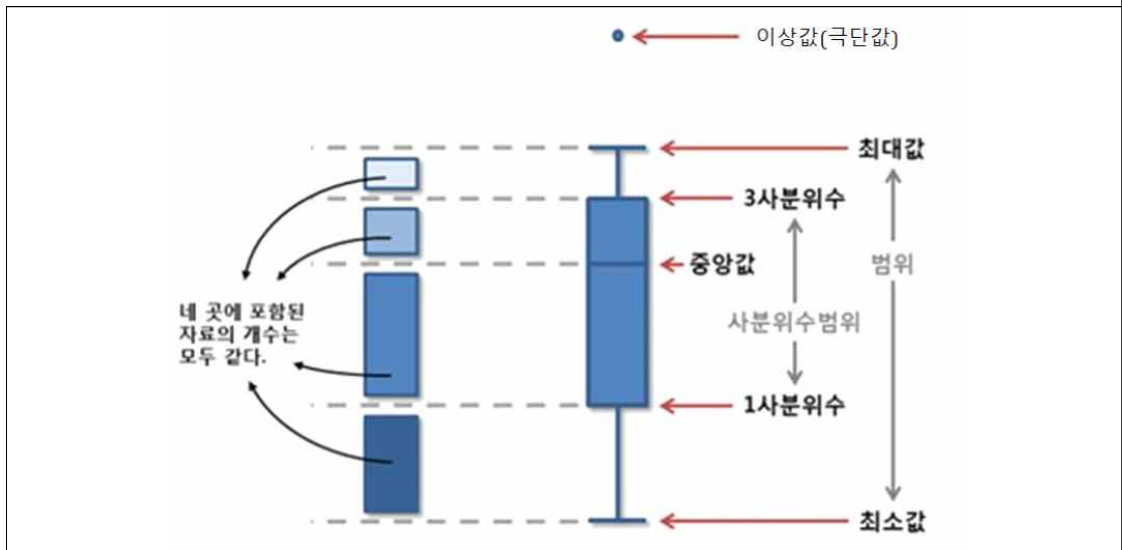 이상값(극단값)
최대값
3사분위수
중앙값
범위
네 곳에 포함된
자료의 개수는
모두 같다.
사분위수범위
1사분위수
최소값